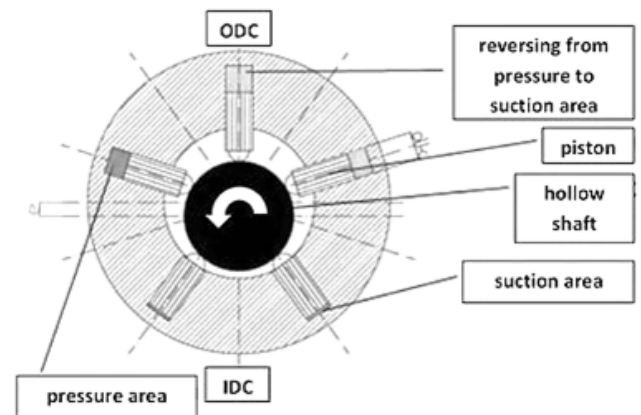 ODC
reversing from
pressure to
suction area
piston
hollow
shaft
suction area
IDC
pressure area